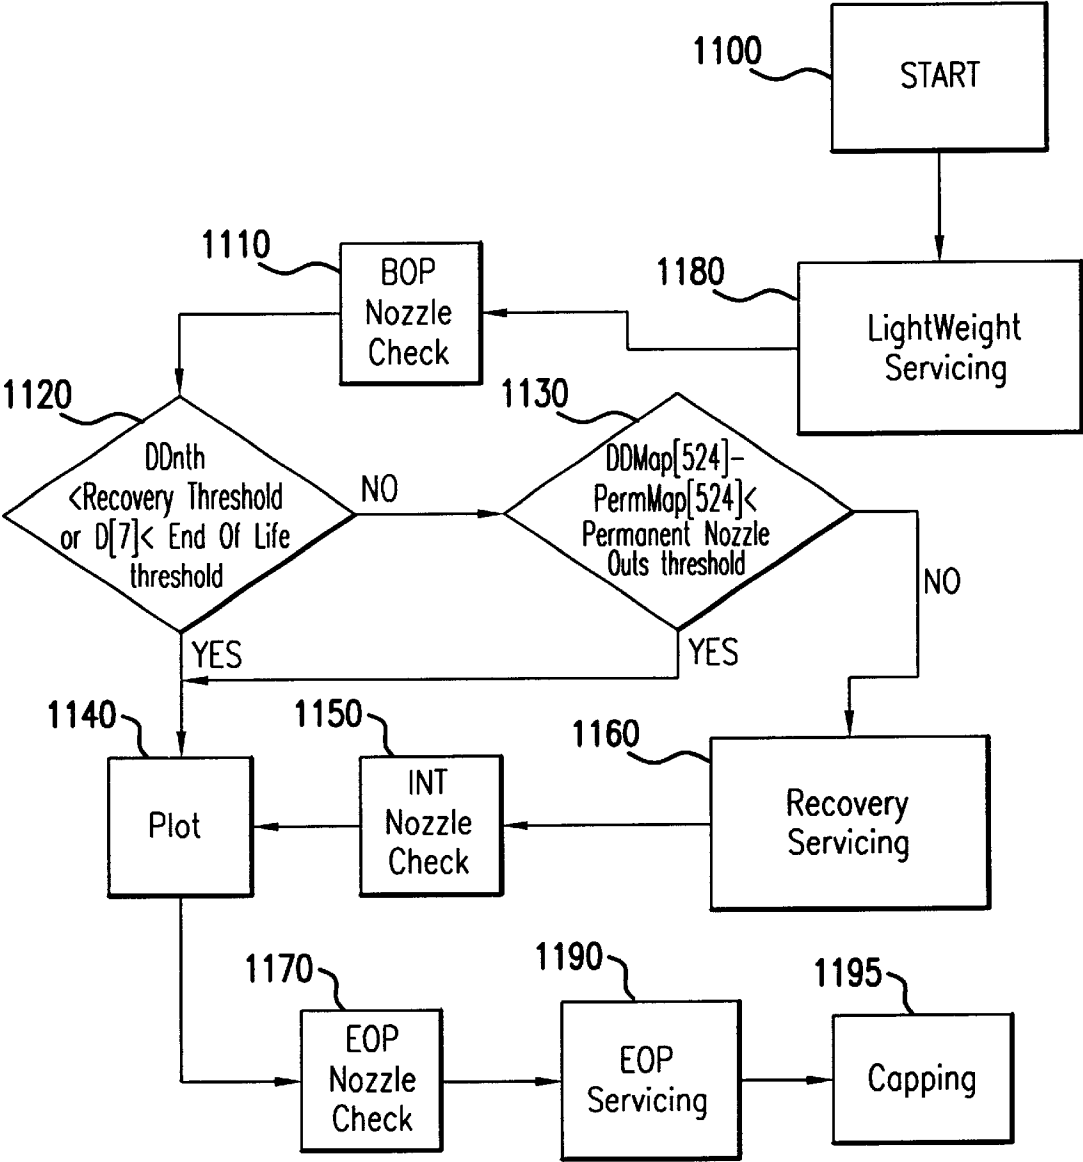 1100
START
1110
BOP
Nozzle
Check
1180
LightWeight
Servicing
1120
DDnth
<Recovery Threshold
or D[7]< End Of Life
threshold
NO
1130
DDMap[524]-
PermMap[524]<
Permanent Nozzle
Outs threshold
NO
YES
YES
1140
Plot
1150
INT
Nozzle
Check
1160
Recovery
Servicing
1170
EOP
Nozzle
Check
1190
EOP
Servicing
1195
Capping